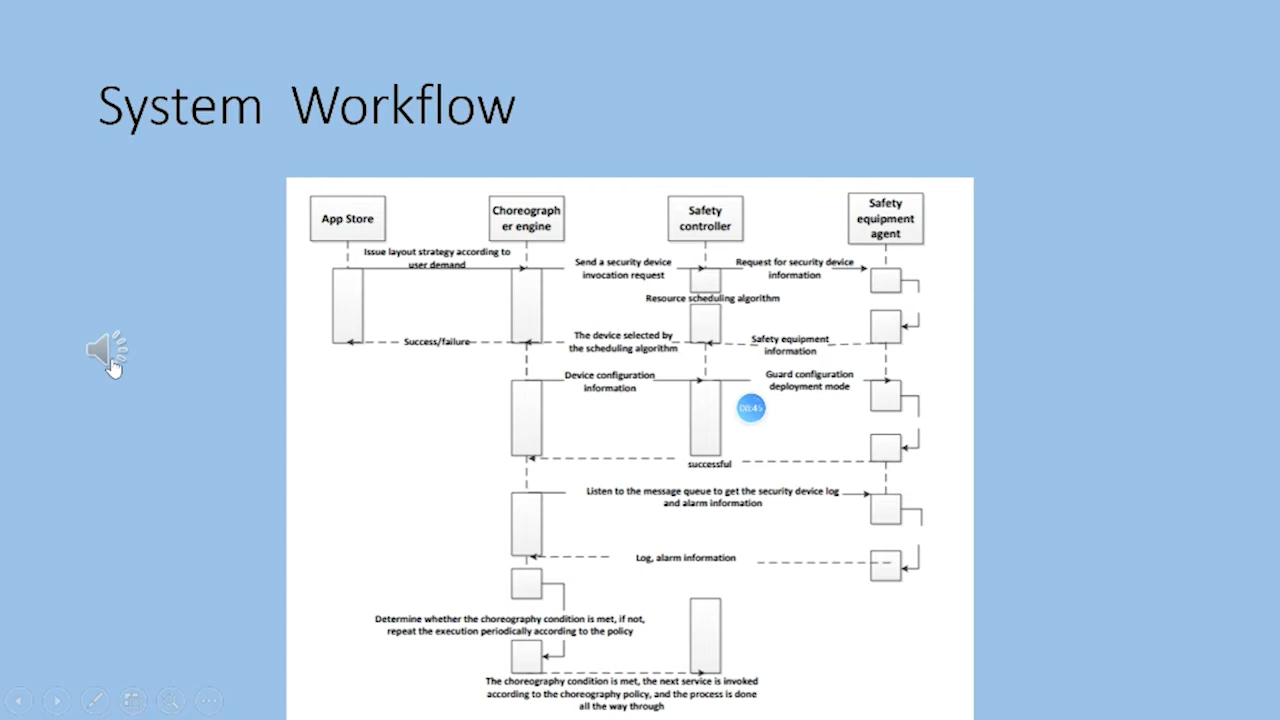 System Workflow
App Store
Choreograph
er engine
Safety
controller
Safety
equipment
agent
Issue layout strategy according to
user demand
Send a security device
invocation request
Request for security device
information
Resource scheduling algorithm
Success/failure
The device selected by
the scheduling algorithm
Safety equipment
information
Device configuration
information
Guard configuration
deployment mode
08:45
successful
Listen to the message queue to get the security device log
and alarm information
Log, alarm information
Determine whether the choreography condition is met, if not,
repeat the execution periodically according to the policy
The choreography condition is met, the next service is invoked
according to the choreography policy, and the process is done
all the way through